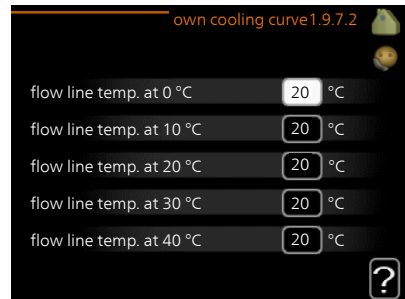 own cooling curve1.9.7.2
flow line temp. at 0 °C 20 °C
flow line temp. at 10 °C 20 °C
flow line temp. at 20 °C 20 °C
flow line temp. at 30 °C 20 °C
flow line temp. at 40 °C 20 °C
?